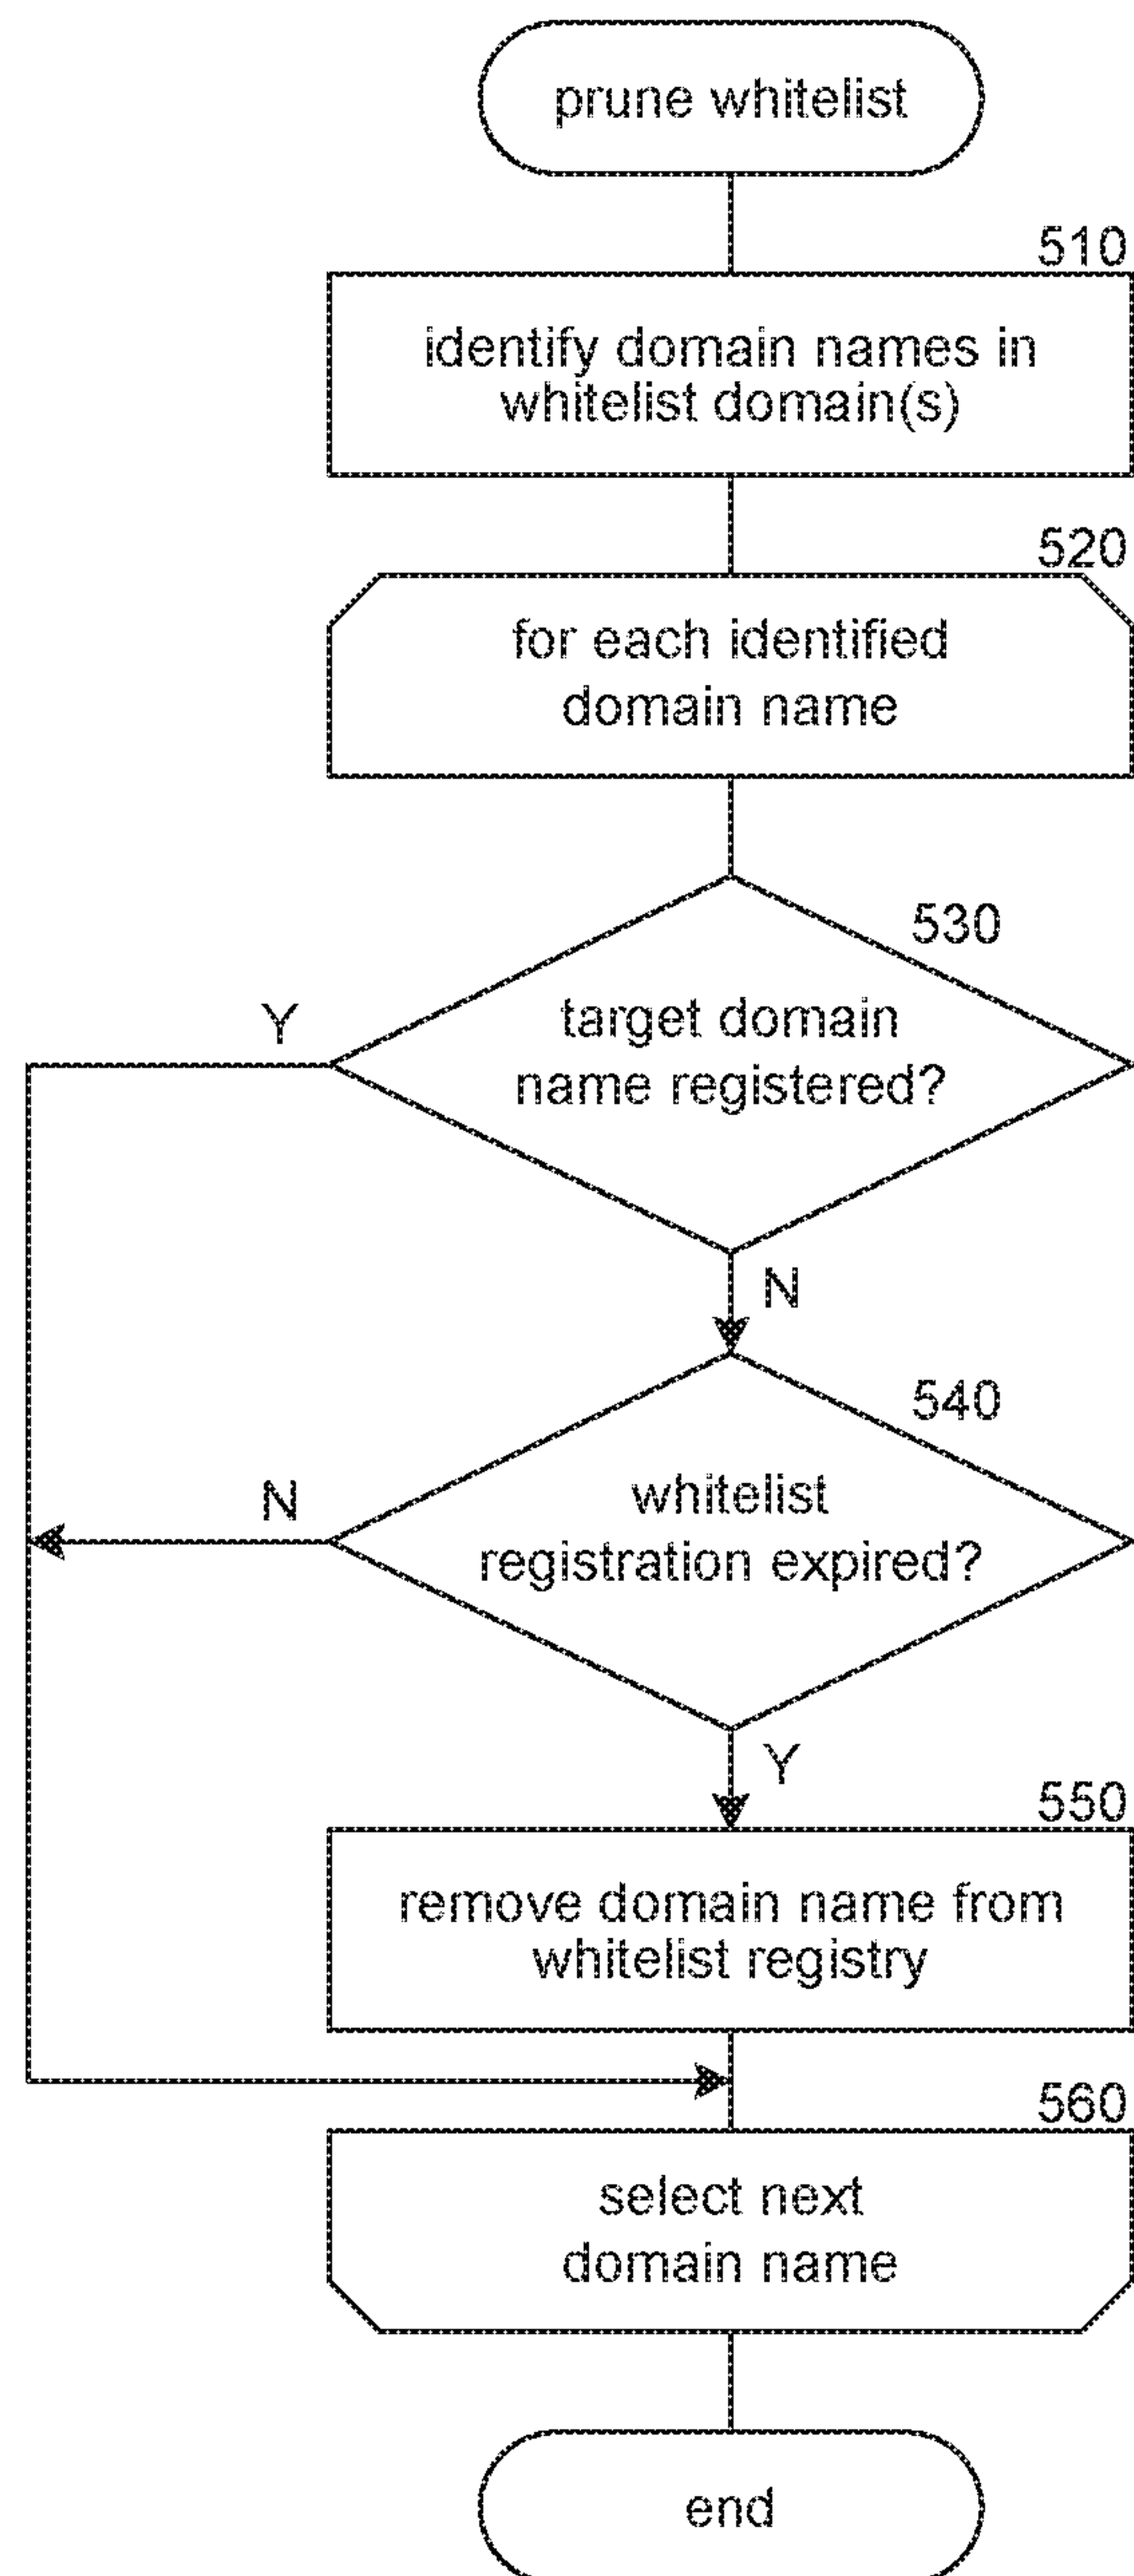 prune whitelist
510
identify domain names in
whitelist domain(s)
520
for each identified
domain name
530
Y
target domain
name registered?
N
540
N
whitelist
registration expired?
Y
550
remove domain name from
whitelist registry
560
select next
domain name
end